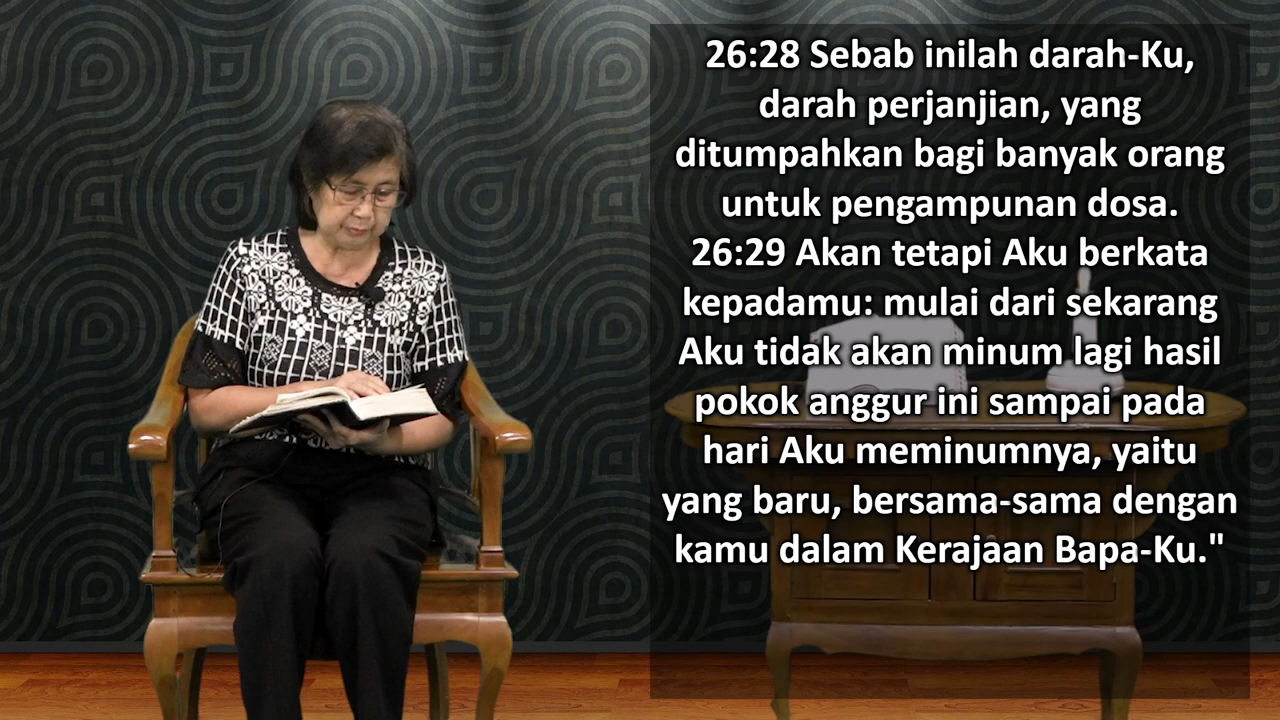 26:28 Sebab inilah darah-Ku,
darah perjanjian, yang
ditumpahkan bagi banyak orang
untuk pengampunan dosa.
26:29 Akan tetapi Aku berkata
kepadamu: mulai dari sekarang
Aku tidak akan minum lagi hasil
pokok anggur ini sampai pada
hari Aku meminumnya, yaitu
yang baru, bersama-sama dengan
kamu dalam Kerajaan Bapa-Ku."